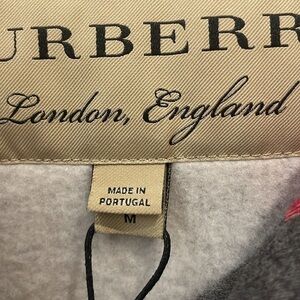 URBERR
London, England
MADE IN
PORTUGAL
M